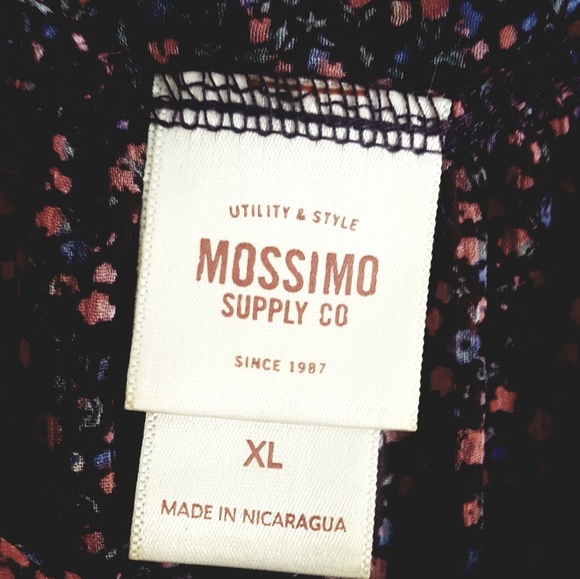 UTILITY & STYLE
MOSSIMO
SUPPLY CO
SINCE 1987
XL
MADE IN NICARAGUA